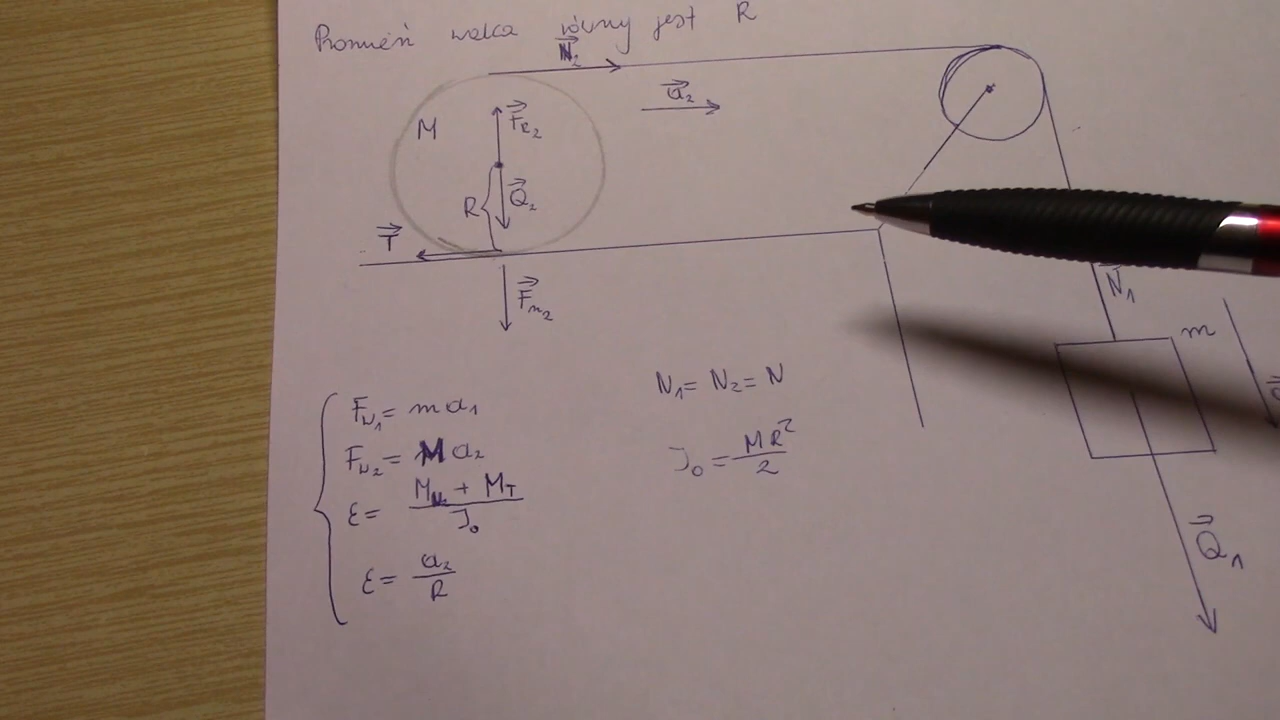 Promień walca równy jest R
N₂
a₂
M
F_R₂
R
Q₂
T
F_n₂
N₁
m
Q₁
F_N₁ = m a₁
F_N₂ = M a₂
ε = (M_N + M_T) / J₀
ε = a₂ / R
N₁ = N₂ = N
J₀ = MR² / 2